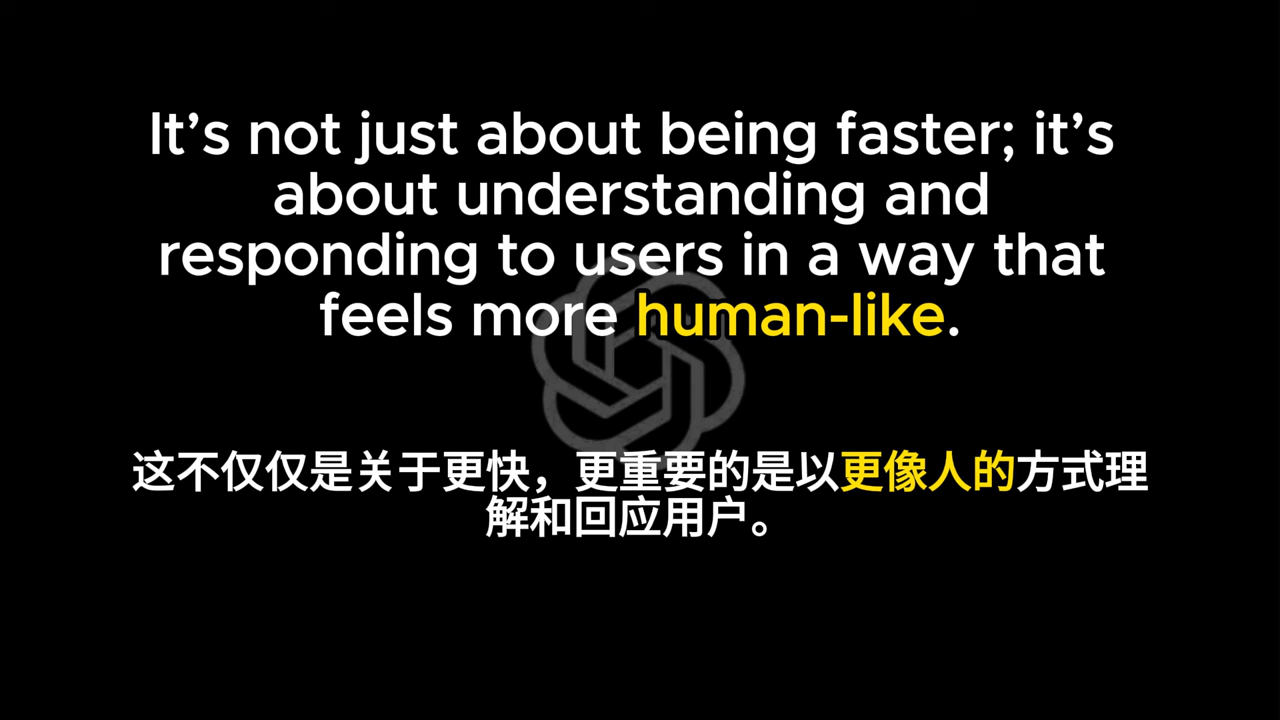 It’s not just about being faster; it’s
about understanding and
responding to users in a way that
feels more human-like.
这不仅仅是关于更快，更重要的是以更像人的方式理
解和回应用户。